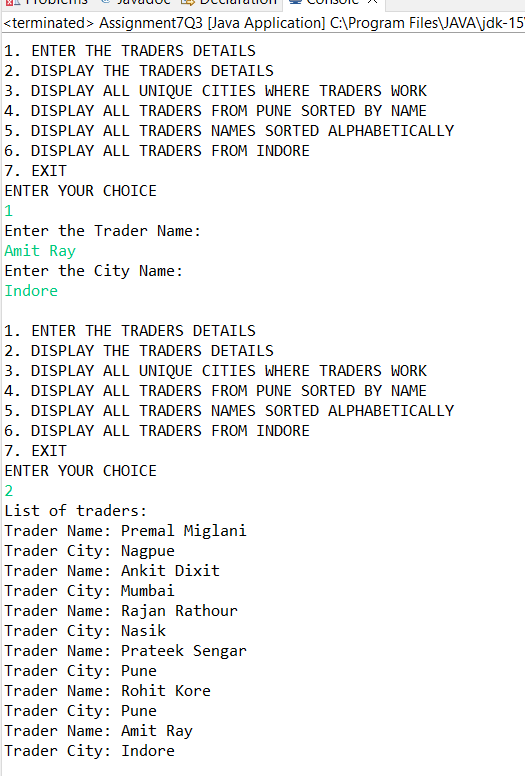 Problems Javadoc Declaration Console
<terminated> Assignment7Q3 [Java Application] C:\Program Files\JAVA\jdk-15
1. ENTER THE TRADERS DETAILS
2. DISPLAY THE TRADERS DETAILS
3. DISPLAY ALL UNIQUE CITIES WHERE TRADERS WORK
4. DISPLAY ALL TRADERS FROM PUNE SORTED BY NAME
5. DISPLAY ALL TRADERS NAMES SORTED ALPHABETICALLY
6. DISPLAY ALL TRADERS FROM INDORE
7. EXIT
ENTER YOUR CHOICE
1
Enter the Trader Name:
Amit Ray
Enter the City Name:
Indore
1. ENTER THE TRADERS DETAILS
2. DISPLAY THE TRADERS DETAILS
3. DISPLAY ALL UNIQUE CITIES WHERE TRADERS WORK
4. DISPLAY ALL TRADERS FROM PUNE SORTED BY NAME
5. DISPLAY ALL TRADERS NAMES SORTED ALPHABETICALLY
6. DISPLAY ALL TRADERS FROM INDORE
7. EXIT
ENTER YOUR CHOICE
2
List of traders:
Trader Name: Premal Miglani
Trader City: Nagpue
Trader Name: Ankit Dixit
Trader City: Mumbai
Trader Name: Rajan Rathour
Trader City: Nasik
Trader Name: Prateek Sengar
Trader City: Pune
Trader Name: Rohit Kore
Trader City: Pune
Trader Name: Amit Ray
Trader City: Indore